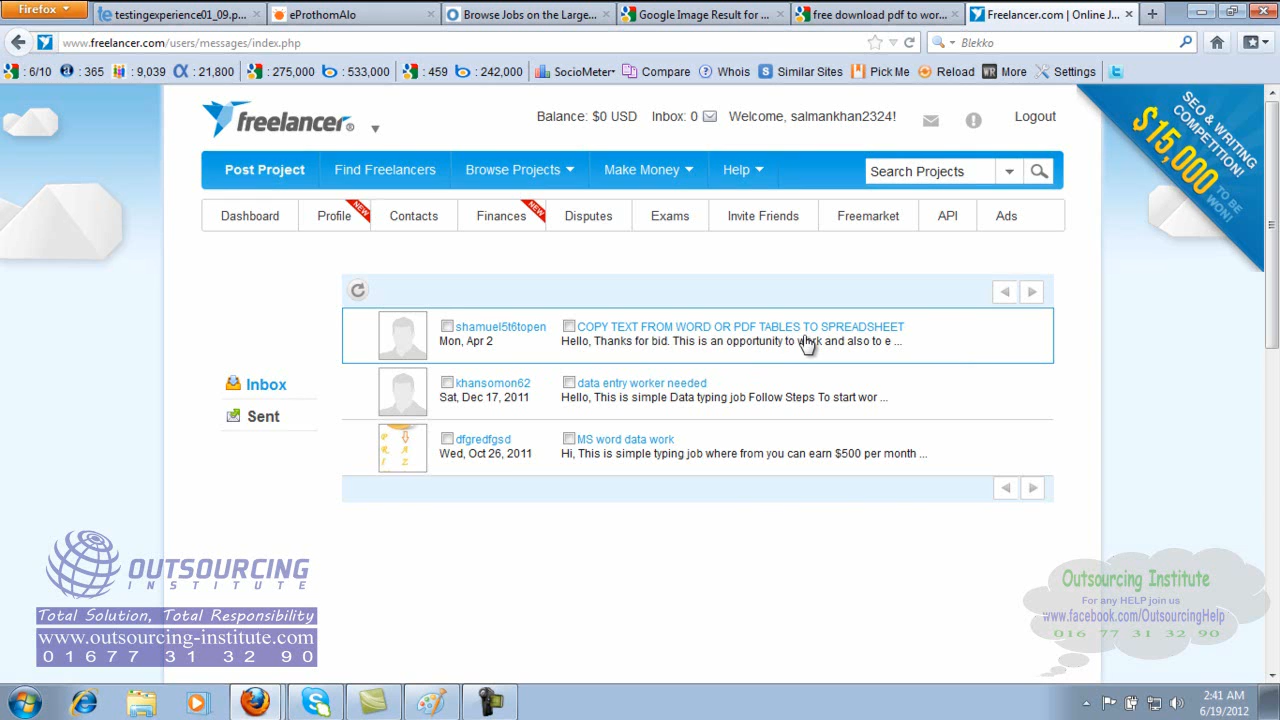 Firefox
testingexperience01_09.p...
eProthomAlo
Browse Jobs on the Large...
Google Image Result for ...
free download pdf to wor...
Freelancer.com | Online J...
www.freelancer.com/users/messages/index.php
Blekko
: 6/10 : 365 : 9,039 : 21,800 : 275,000 : 533,000 : 459 : 242,000 SocioMeter Compare Whois Similar Sites Pick Me Reload More Settings
SEO & WRITING
COMPETITION!
$15,000
TO BE
WON!
freelancer®
Balance: $0 USD Inbox: 0 Welcome, salmankhan2324! Logout
Post Project Find Freelancers Browse Projects Make Money Help Search Projects
Dashboard Profile NEW Contacts Finances NEW Disputes Exams Invite Friends Freemarket API Ads
shamuel5t6topen COPY TEXT FROM WORD OR PDF TABLES TO SPREADSHEET
Mon, Apr 2 Hello, Thanks for bid. This is an opportunity to work and also to e ...
Inbox
khansomon62 data entry worker needed
Sat, Dec 17, 2011 Hello, This is simple Data typing job Follow Steps To start wor ...
Sent
dfgredfgsd MS word data work
Wed, Oct 26, 2011 Hi, This is simple typing job where from you can earn $500 per month ...
OUTSOURCING
INSTITUTE
Total Solution, Total Responsibility
www.outsourcing-institute.com
01677 31 32 90
Outsourcing Institute
For any HELP join us
www.facebook.com/OutsourcingHelp
016 77 31 32 90
2:41 AM
6/19/2012